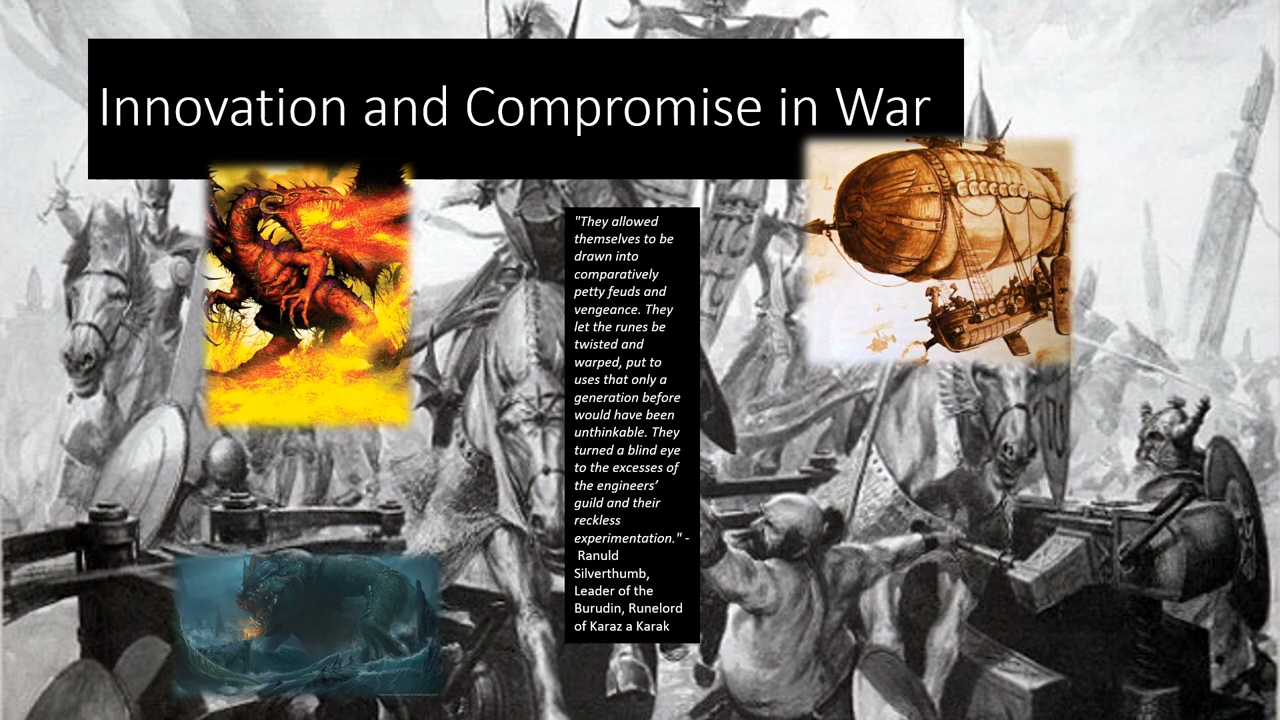 Innovation and Compromise in War
"They allowed
themselves to be
drawn into
comparatively
petty feuds and
vengeance. They
let the runes be
twisted and
warped, put to
uses that only a
generation before
would have been
unthinkable. They
turned a blind eye
to the excesses of
the engineers’
guild and their
reckless
experimentation." -
Ranuld
Silverthumb,
Leader of the
Burudin, Runelord
of Karaz a Karak